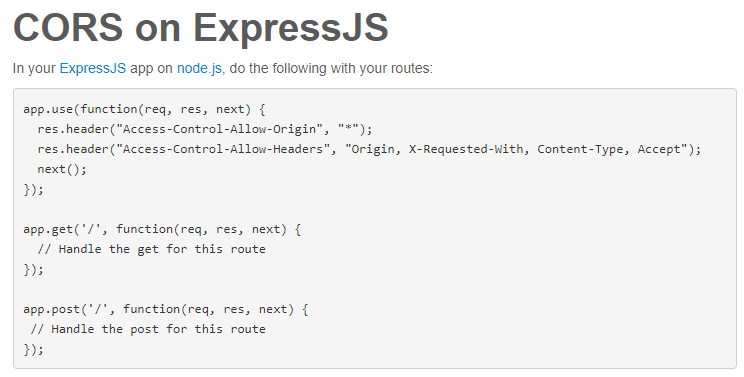 CORS on ExpressJS
In your ExpressJS app on node.js, do the following with your routes:
app.use(function(req, res, next) {
  res.header("Access-Control-Allow-Origin", "*");
  res.header("Access-Control-Allow-Headers", "Origin, X-Requested-With, Content-Type, Accept");
  next();
});

app.get('/', function(req, res, next) {
  // Handle the get for this route
});

app.post('/', function(req, res, next) {
 // Handle the post for this route
});